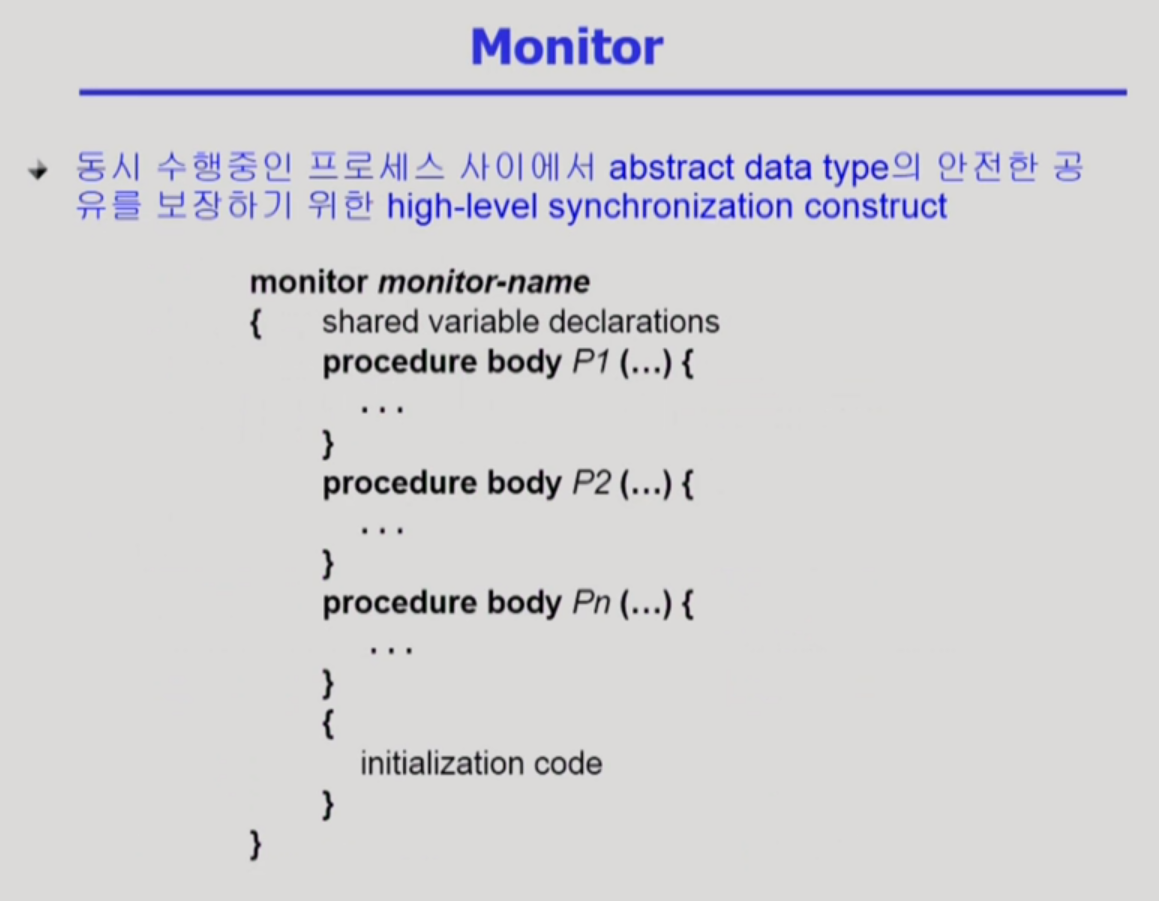 Monitor
동시 수행중인 프로세스 사이에서 abstract data type의 안전한 공
유를 보장하기 위한 high-level synchronization construct
monitor monitor-name
{ shared variable declarations
procedure body P1 (...) {
. . .
}
procedure body P2 (...) {
. . .
}
procedure body Pn (...) {
. . .
}
{
initialization code
}
}